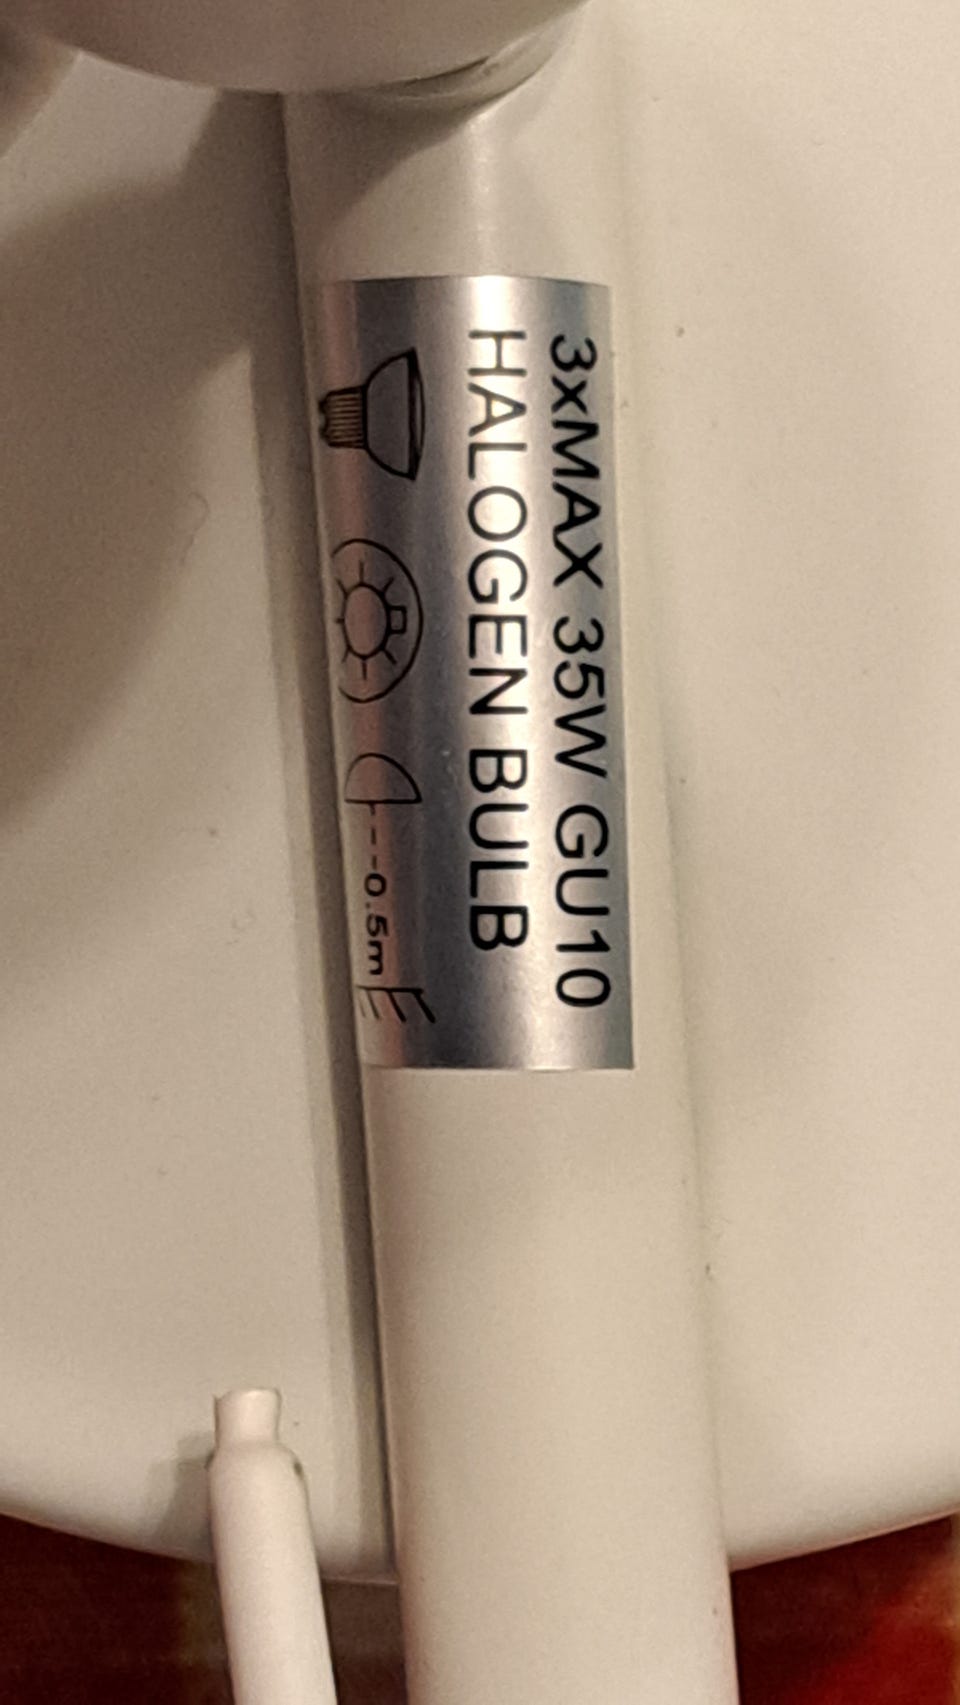 3xMAX 35W GU10
HALOGEN BULB
0.5m